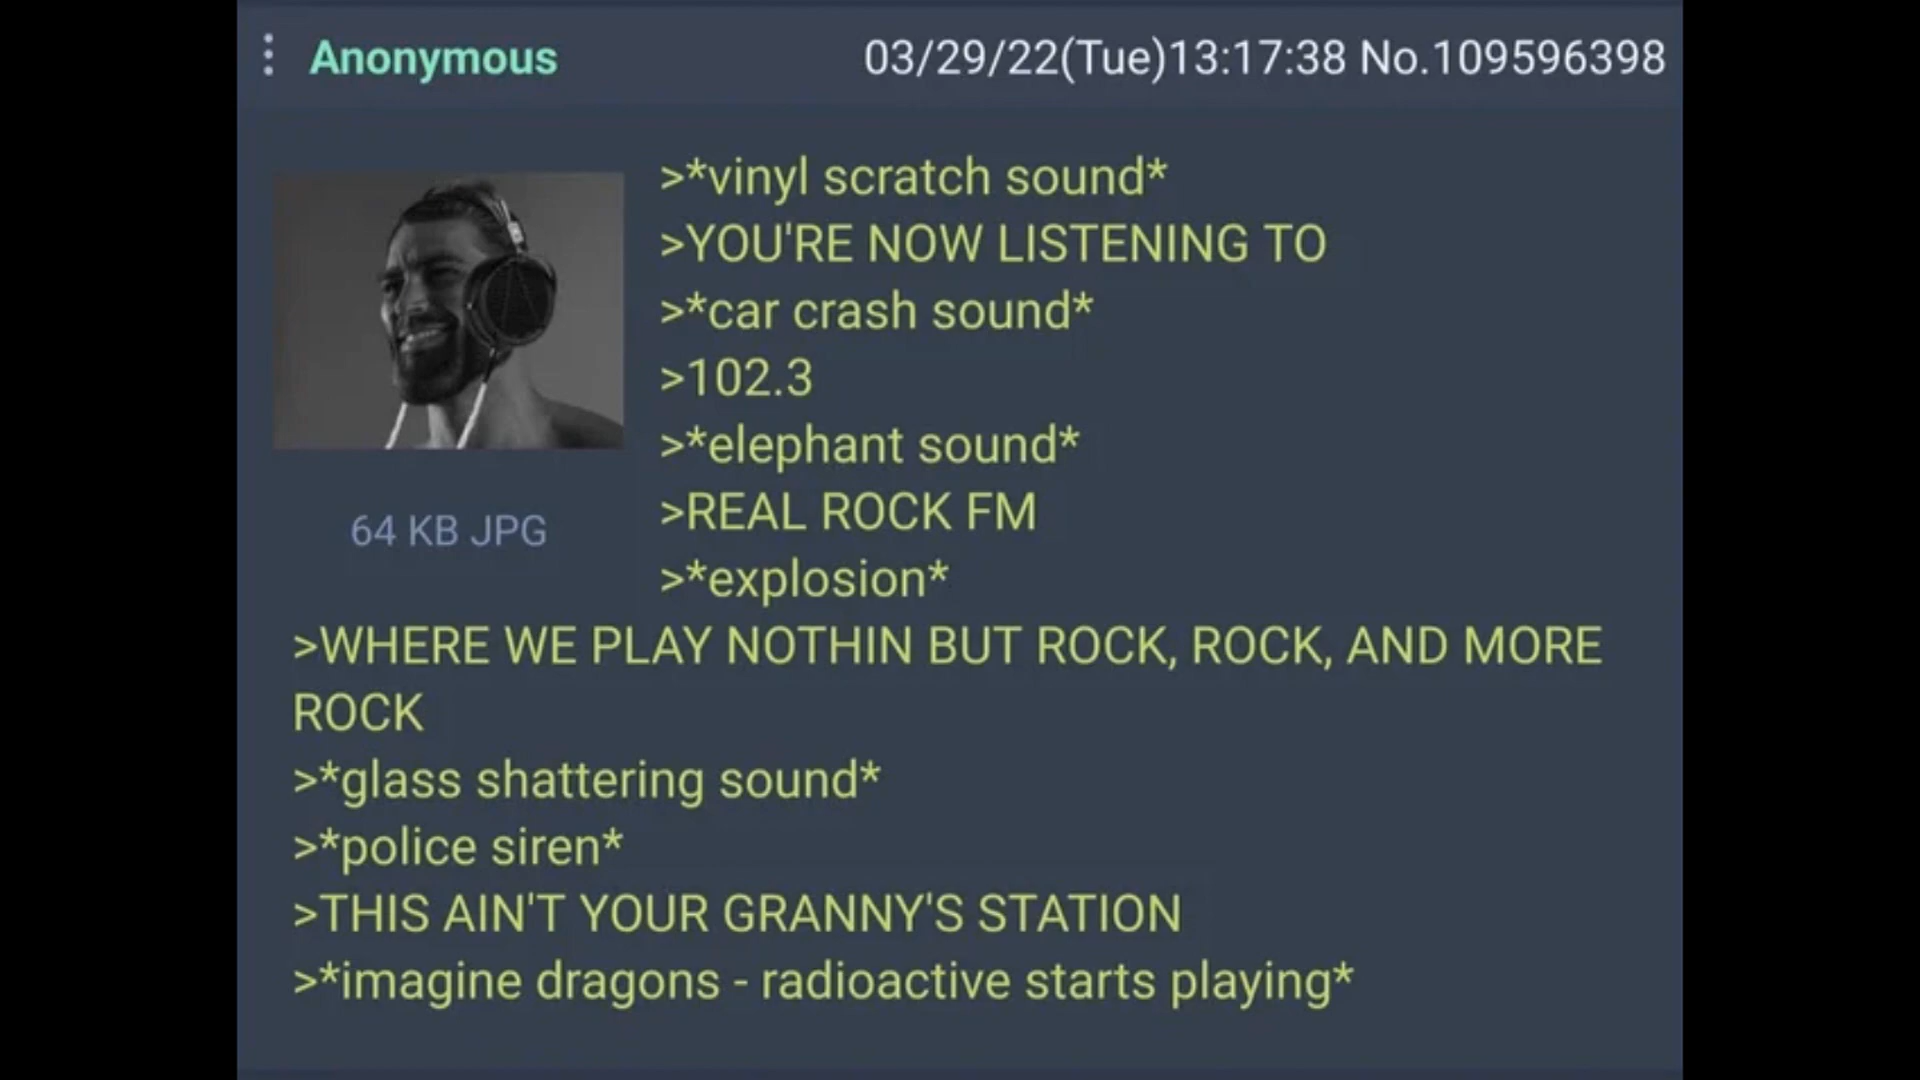 Anonymous 03/29/22(Tue)13:17:38 No.109596398
>*vinyl scratch sound*
>YOU'RE NOW LISTENING TO
>*car crash sound*
>102.3
>*elephant sound*
>REAL ROCK FM
64 KB JPG
>*explosion*
>WHERE WE PLAY NOTHIN BUT ROCK, ROCK, AND MORE
ROCK
>*glass shattering sound*
>*police siren*
>THIS AIN'T YOUR GRANNY'S STATION
>*imagine dragons - radioactive starts playing*